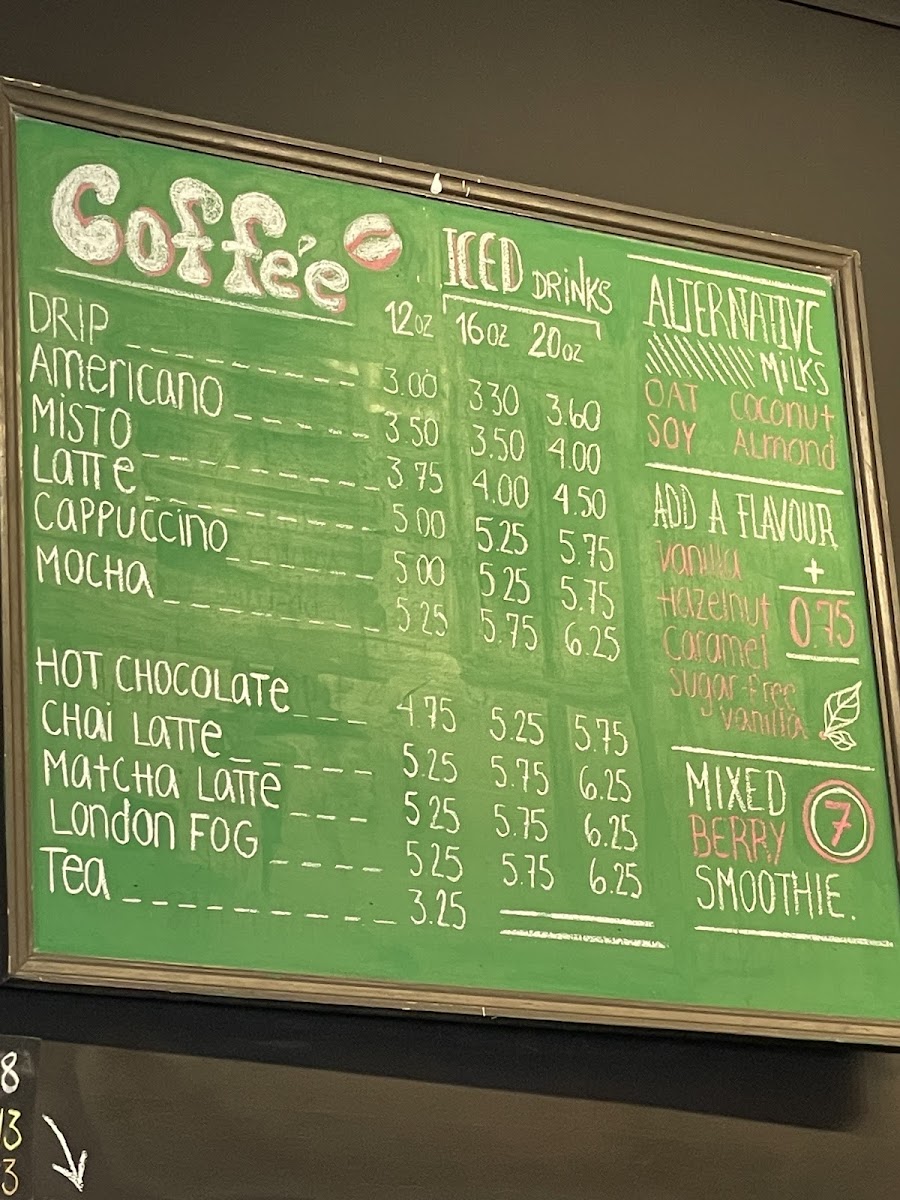 Coffee
ICED DRINKS
12oz 16oz 20oz
DRIP 3.00 3.30 3.60
Americano 3.50 3.50 4.00
MISTO 3.75 4.00 4.50
Latte 5.00 5.25 5.75
CAPPUCCINO 5.00 5.25 5.75
MOCHA 5.25 5.75 6.25
HOT CHOCOLATE 4.75 5.25 5.75
CHAI LATTE 5.25 5.75 6.25
MATCHA LATTE 5.25 5.75 6.25
LONDON FOG 5.25 5.75 6.25
Tea 3.25
ALTERNATIVE
MILKS
OAT Coconut
SOY Almond
ADD A FLAVOUR
Vanilla
+
Hazelnut 0.75
Caramel
Sugar-free
vanilla
MIXED
BERRY 7
SMOOTHIE.
8
13
3